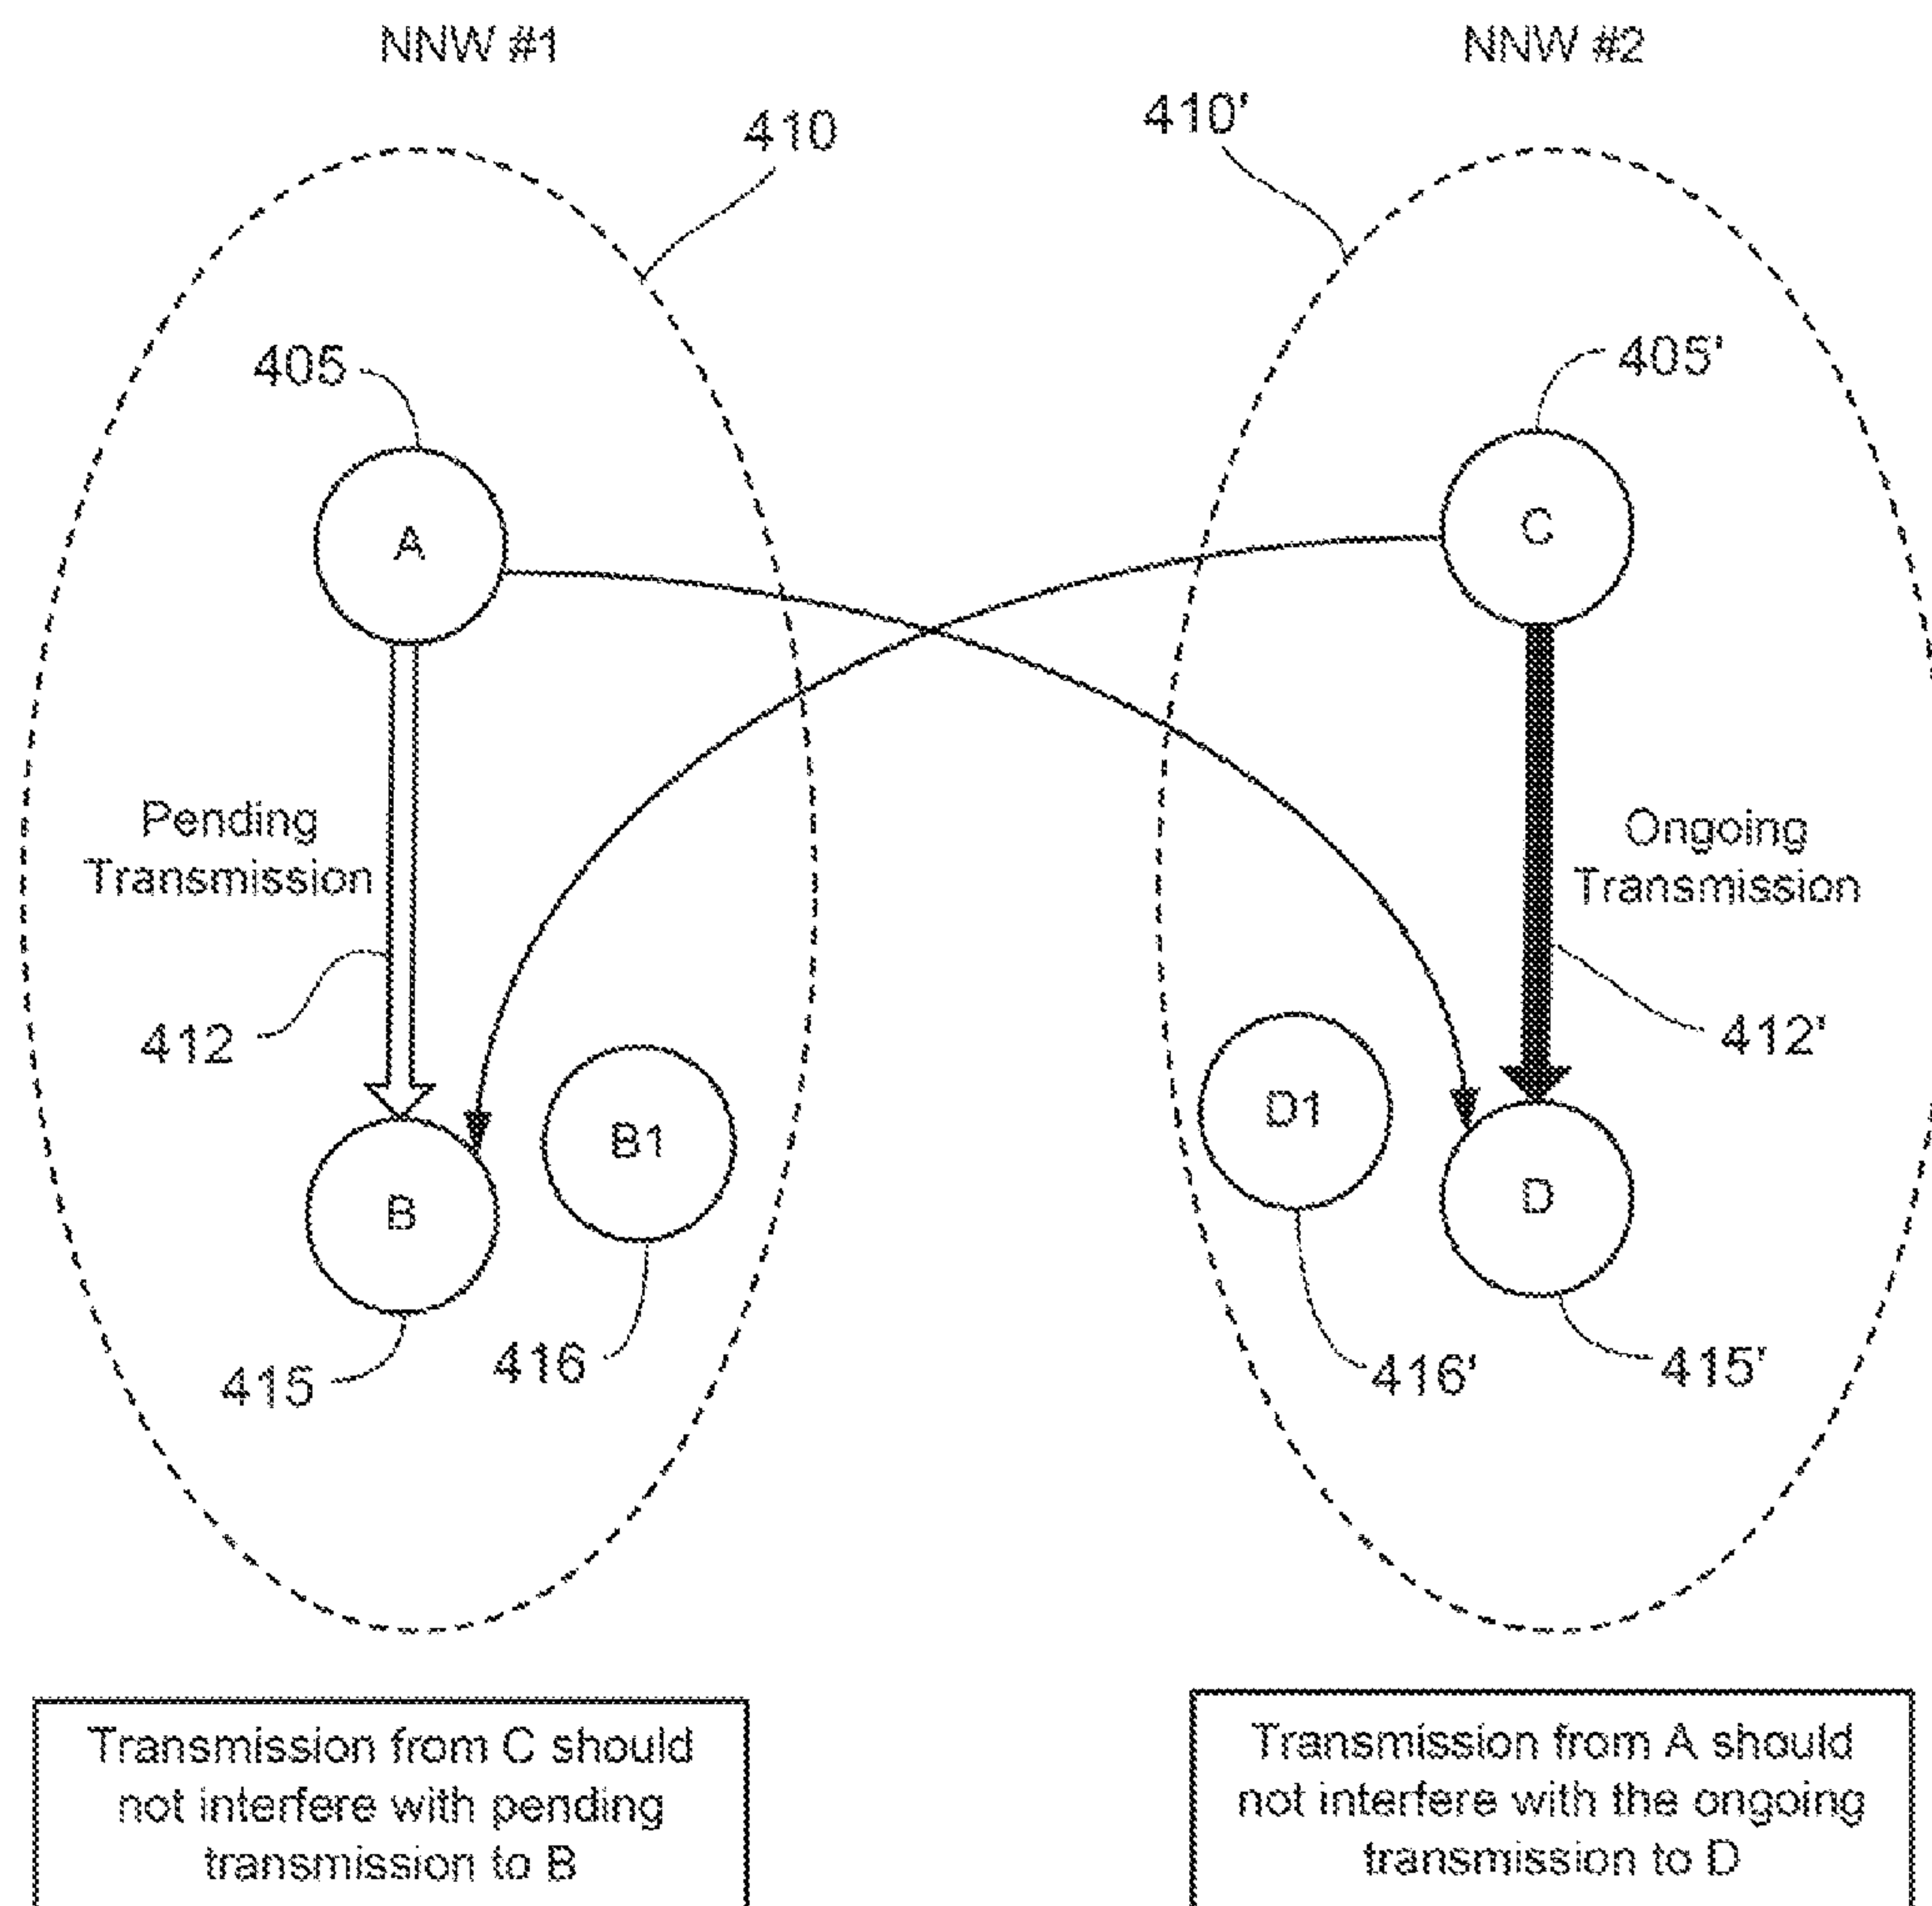 NNW #1
NNW #2
410
410'
405
405'
A
C
Pending
Transmission
Ongoing
Transmission
412
412'
B
B1
D1
D
415
416
416'
415'
Transmission from C should
not interfere with pending
transmission to B
Transmission from A should
not interfere with the ongoing
transmission to D